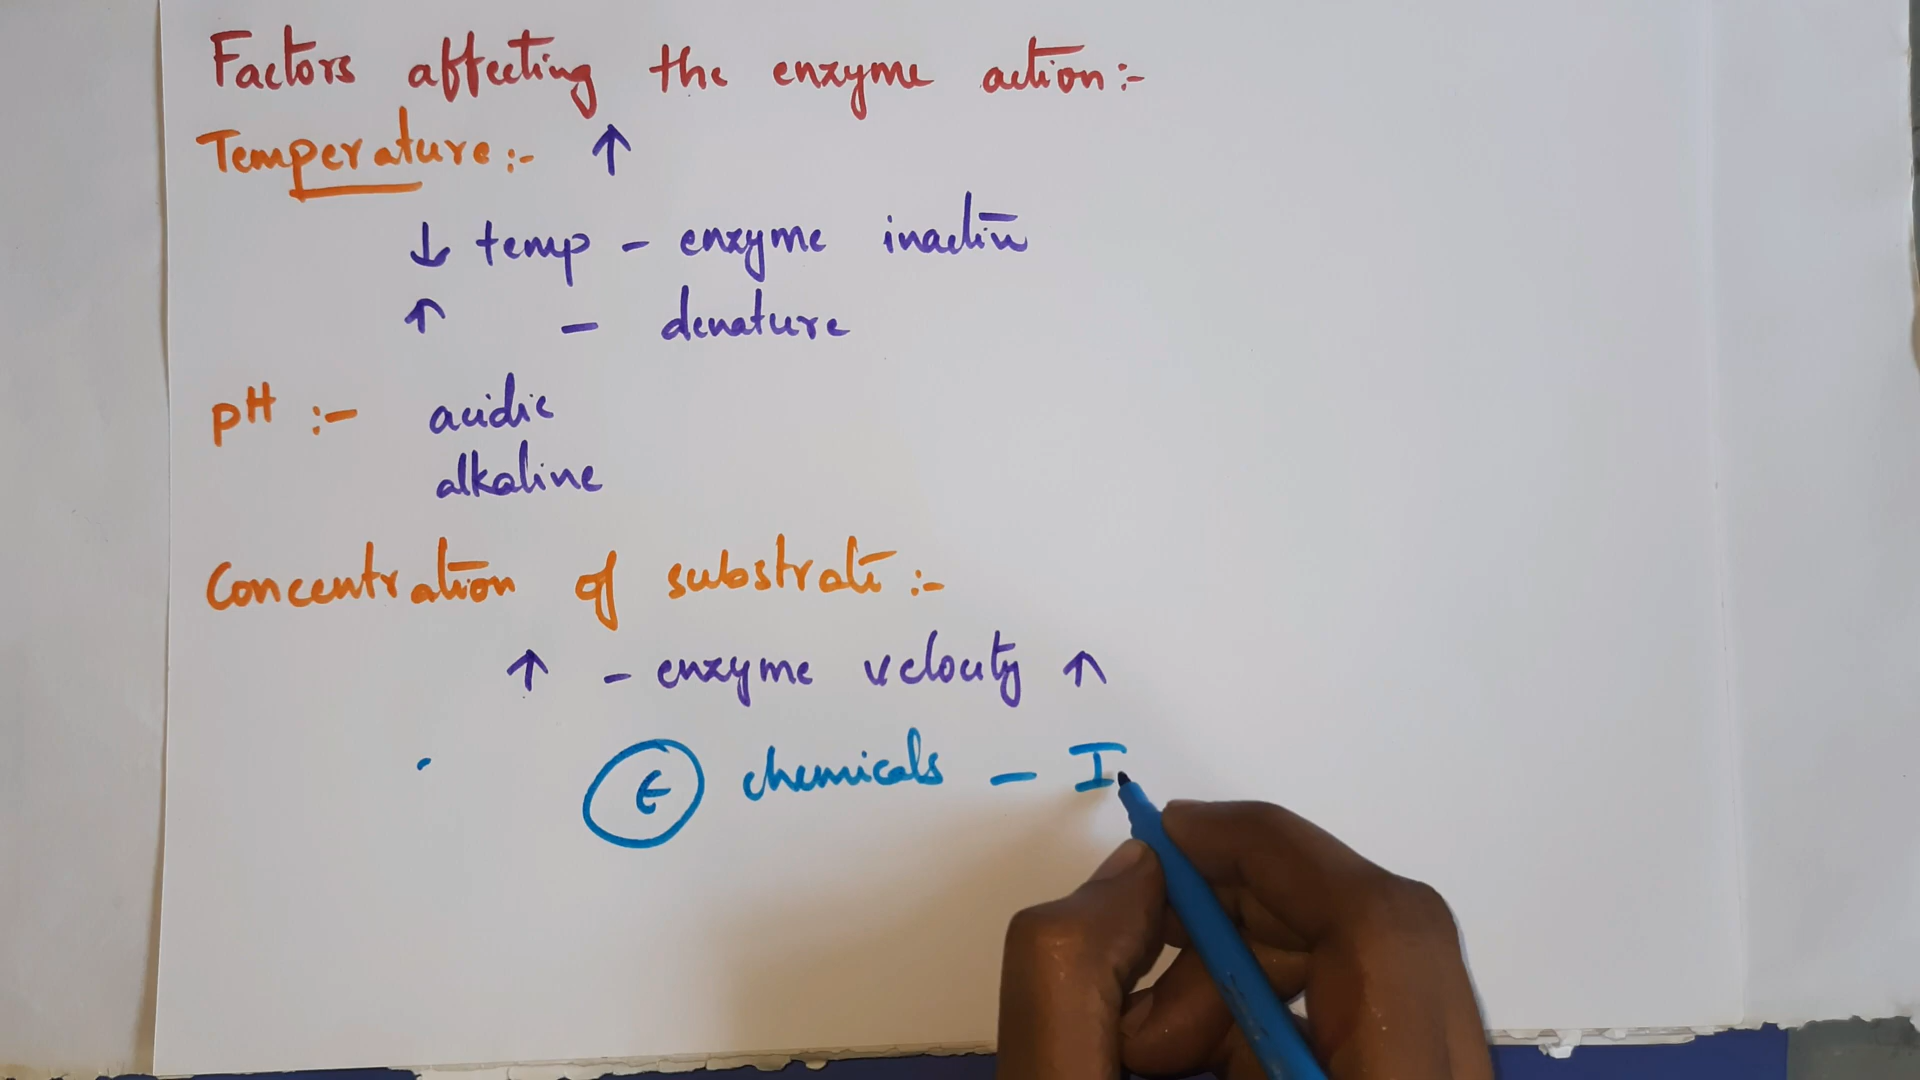 Factors affecting the enzyme action:-
Temperature:- ↑
↓ temp - enzyme inactive
↑ - denature
pH :- acidic
alkaline
Concentration of substrate :-
↑ - enzyme velocity ↑
E chemicals - I